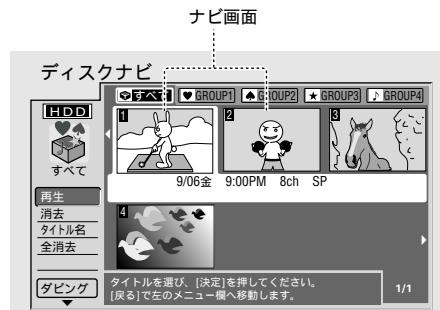 ナビ画面
ディスクナビ
すべて GROUP1 GROUP2 GROUP3 GROUP4
HDD
すべて
1 2 3
9/06金 9:00PM 8ch SP
再生
消去
タイトル名
全消去
4
ダビング
タイトルを選び、[決定]を押してください。
[戻る]で左のメニュー欄へ移動します。
1/1